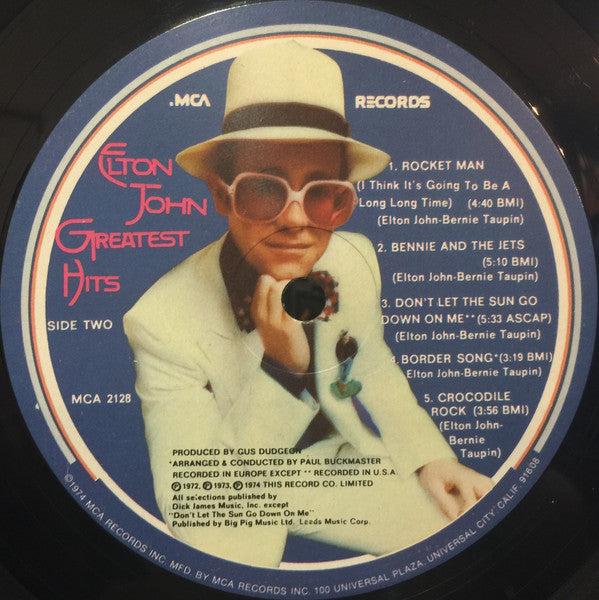 .MCA RECORDS
ELTON
JOHN
GREATEST
HITS
SIDE TWO
MCA 2128
1. ROCKET MAN
(I Think It's Going To Be A
Long Long Time) (4:40 BMI)
(Elton John-Bernie Taupin)
2. BENNIE AND THE JETS
(5:10 BMI)
(Elton John-Bernie Taupin)
3. DON'T LET THE SUN GO
DOWN ON ME** (5:33 ASCAP)
(Elton John-Bernie Taupin)
4. BORDER SONG* (3:19 BMI)
Elton John-Bernie Taupin)
5. CROCODILE
ROCK (3:56 BMI)
(Elton John-
Bernie
Taupin)
PRODUCED BY GUS DUDGEON
*ARRANGED & CONDUCTED BY PAUL BUCKMASTER
RECORDED IN EUROPE EXCEPT ** RECORDED IN U.S.A.
℗ 1972, ℗ 1973, ℗ 1974 THIS RECORD CO. LIMITED
All selections published by
Dick James Music, Inc. except
"Don't Let The Sun Go Down On Me"
Published by Big Pig Music Ltd. Leeds Music Corp.
©1974 MCA RECORDS INC. MFD. BY MCA RECORDS INC. 100 UNIVERSAL PLAZA, UNIVERSAL CITY, CALIF. 91608